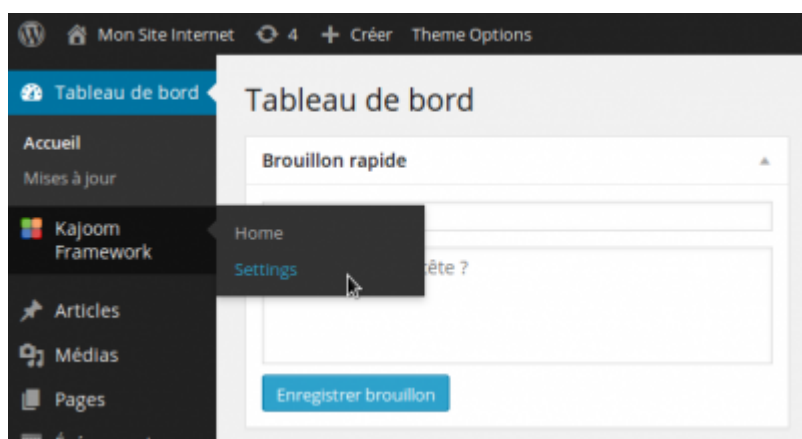 Mon Site Internet 4 + Créer Theme Options
Tableau de bord
Tableau de bord
Accueil
Mises à jour
Brouillon rapide
Kajoom
Framework
Home
Settings
ête ?
Articles
Médias
Pages
Enregistrer brouillon